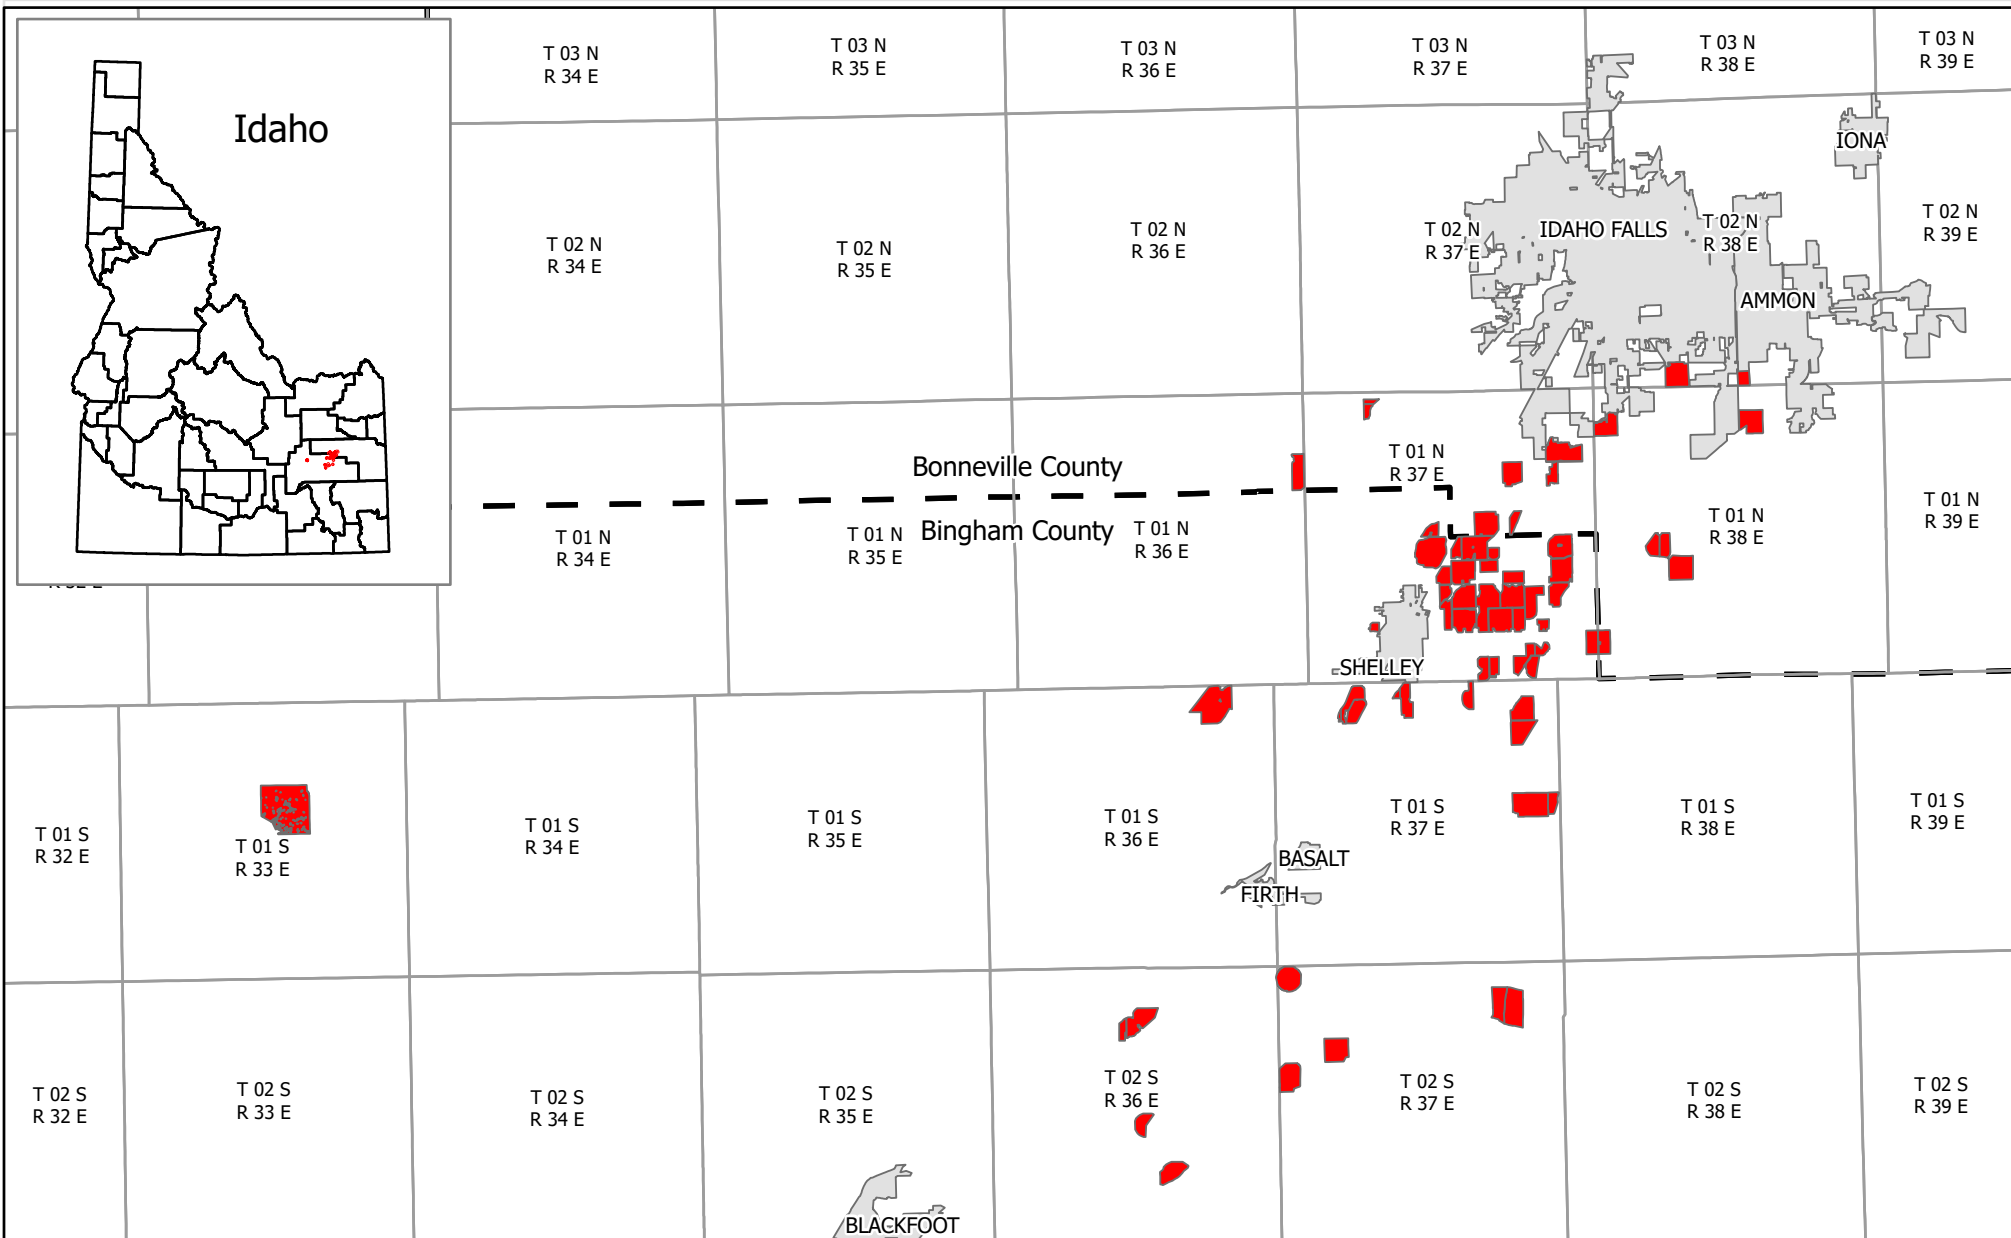 Idaho
T 03 N
R 34 E
T 03 N
R 35 E
T 03 N
R 36 E
T 03 N
R 37 E
T 03 N
R 38 E
T 03 N
R 39 E
IONA
T 02 N
R 34 E
T 02 N
R 35 E
T 02 N
R 36 E
T 02 N
R 37 E
IDAHO FALLS
T 02 N
R 38 E
T 02 N
R 39 E
AMMON
Bonneville County
Bingham County
T 01 N
R 34 E
T 01 N
R 35 E
T 01 N
R 36 E
T 01 N
R 37 E
T 01 N
R 38 E
T 01 N
R 39 E
SHELLEY
T 01 S
R 32 E
T 01 S
R 33 E
T 01 S
R 34 E
T 01 S
R 35 E
T 01 S
R 36 E
T 01 S
R 37 E
T 01 S
R 38 E
T 01 S
R 39 E
BASALT
FIRTH
T 02 S
R 32 E
T 02 S
R 33 E
T 02 S
R 34 E
T 02 S
R 35 E
T 02 S
R 36 E
T 02 S
R 37 E
T 02 S
R 38 E
T 02 S
R 39 E
BLACKFOOT